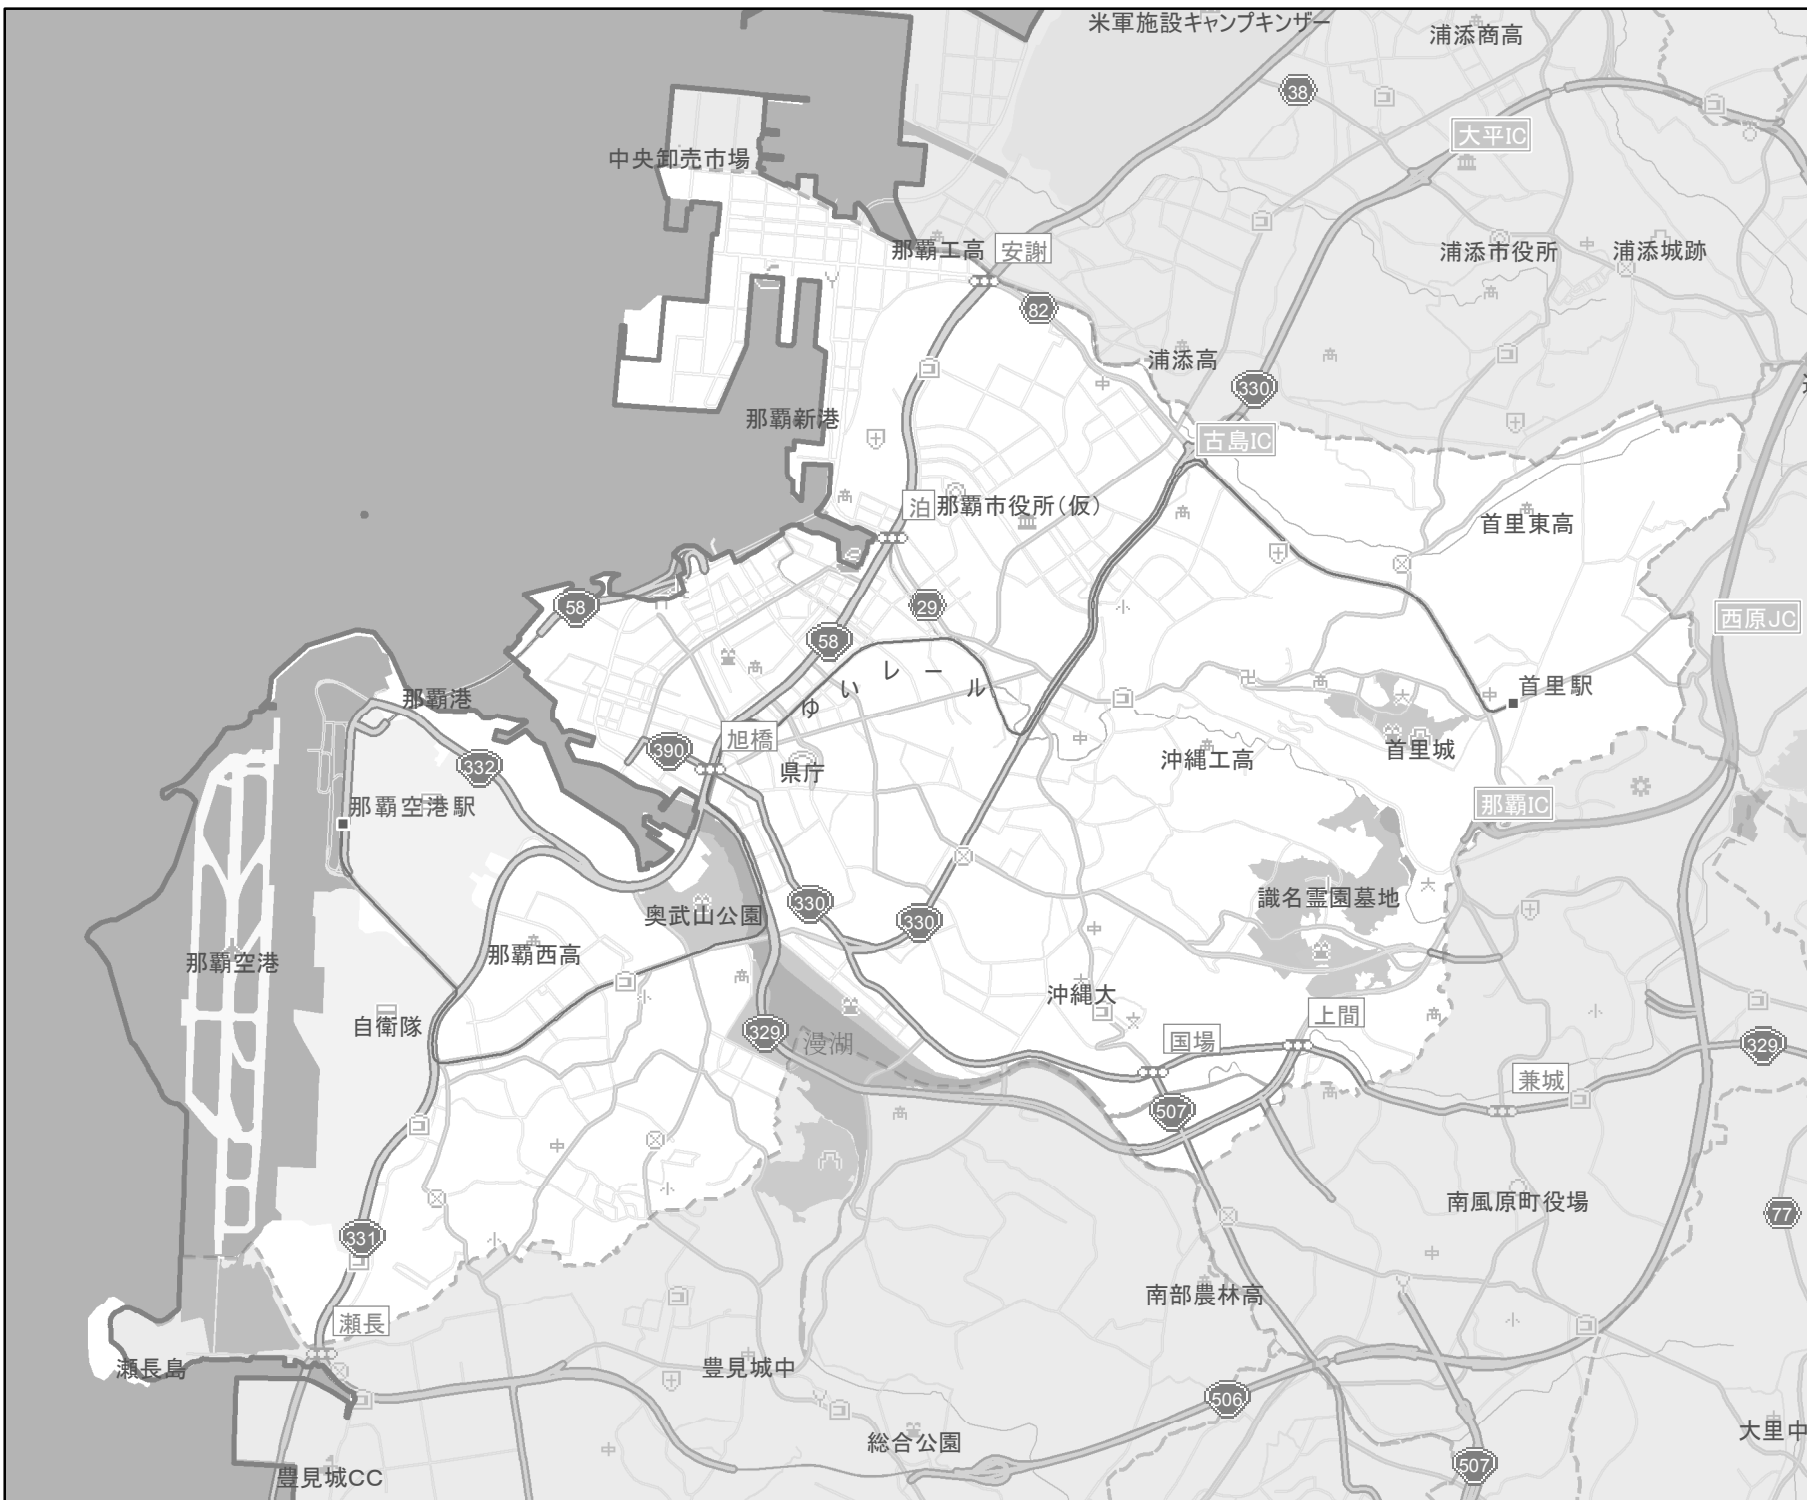 米軍施設キャンプキンザー
浦添商高
38
大平IC
中央卸売市場
那覇工高
安謝
浦添市役所
浦添城跡
82
浦添高
330
那覇新港
古島IC
泊
那覇市役所(仮)
首里東高
58
29
58
西原JC
ゆいレール
那覇港
首里駅
旭橋
390
332
県庁
沖縄工高
首里城
那覇空港駅
那覇IC
奥武山公園
330
330
識名霊園墓地
那覇空港
那覇西高
自衛隊
沖縄大
上間
329
漫湖
国場
329
兼城
507
331
南風原町役場
77
瀬長
南部農林高
瀬長島
豊見城中
506
総合公園
大里中
豊見城CC
507